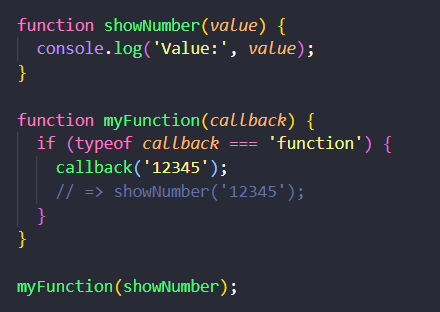 function showNumber(value) {
  console.log('Value:', value);
}

function myFunction(callback) {
  if (typeof callback === 'function') {
    callback('12345');
    // => showNumber('12345');
  }
}

myFunction(showNumber);